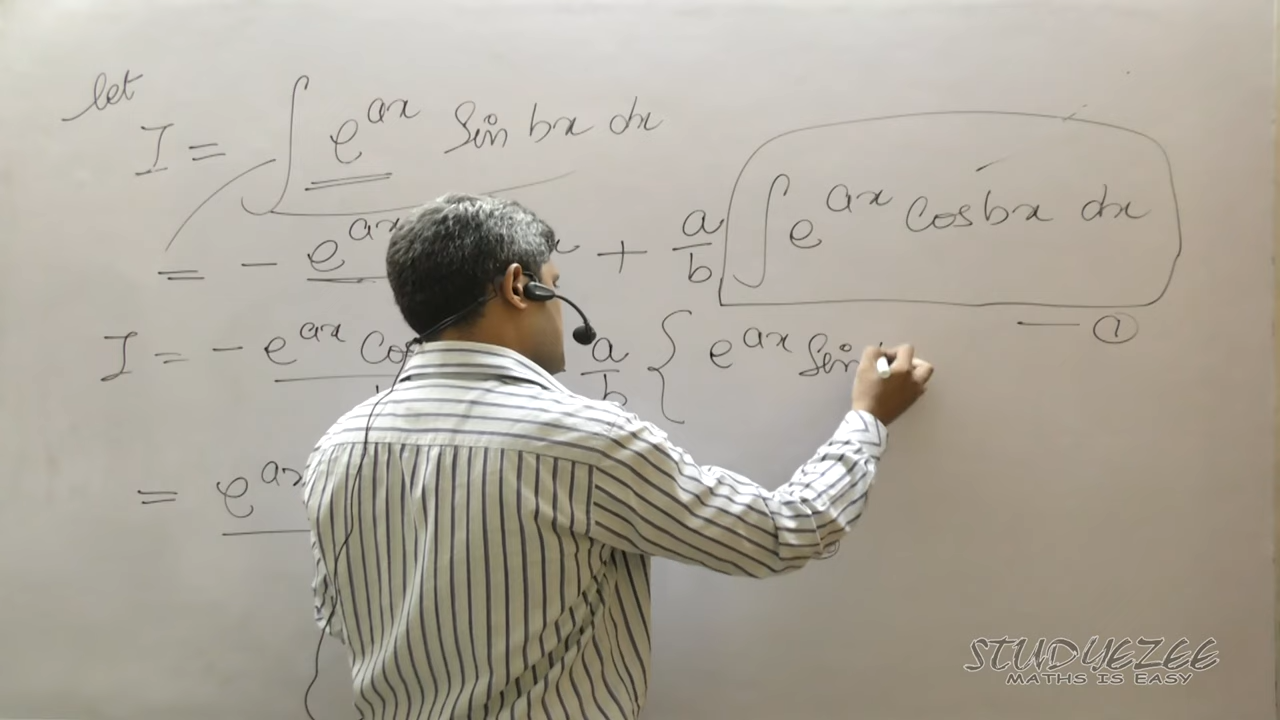 let
I = ∫ e^ax Sin bx dx
= - e^ax + a/b ∫ e^ax cos bx dx
— ①
I = - e^ax Cos a/b { e^ax Sin
= e^ax
STUDYEZEE
MATHS IS EASY